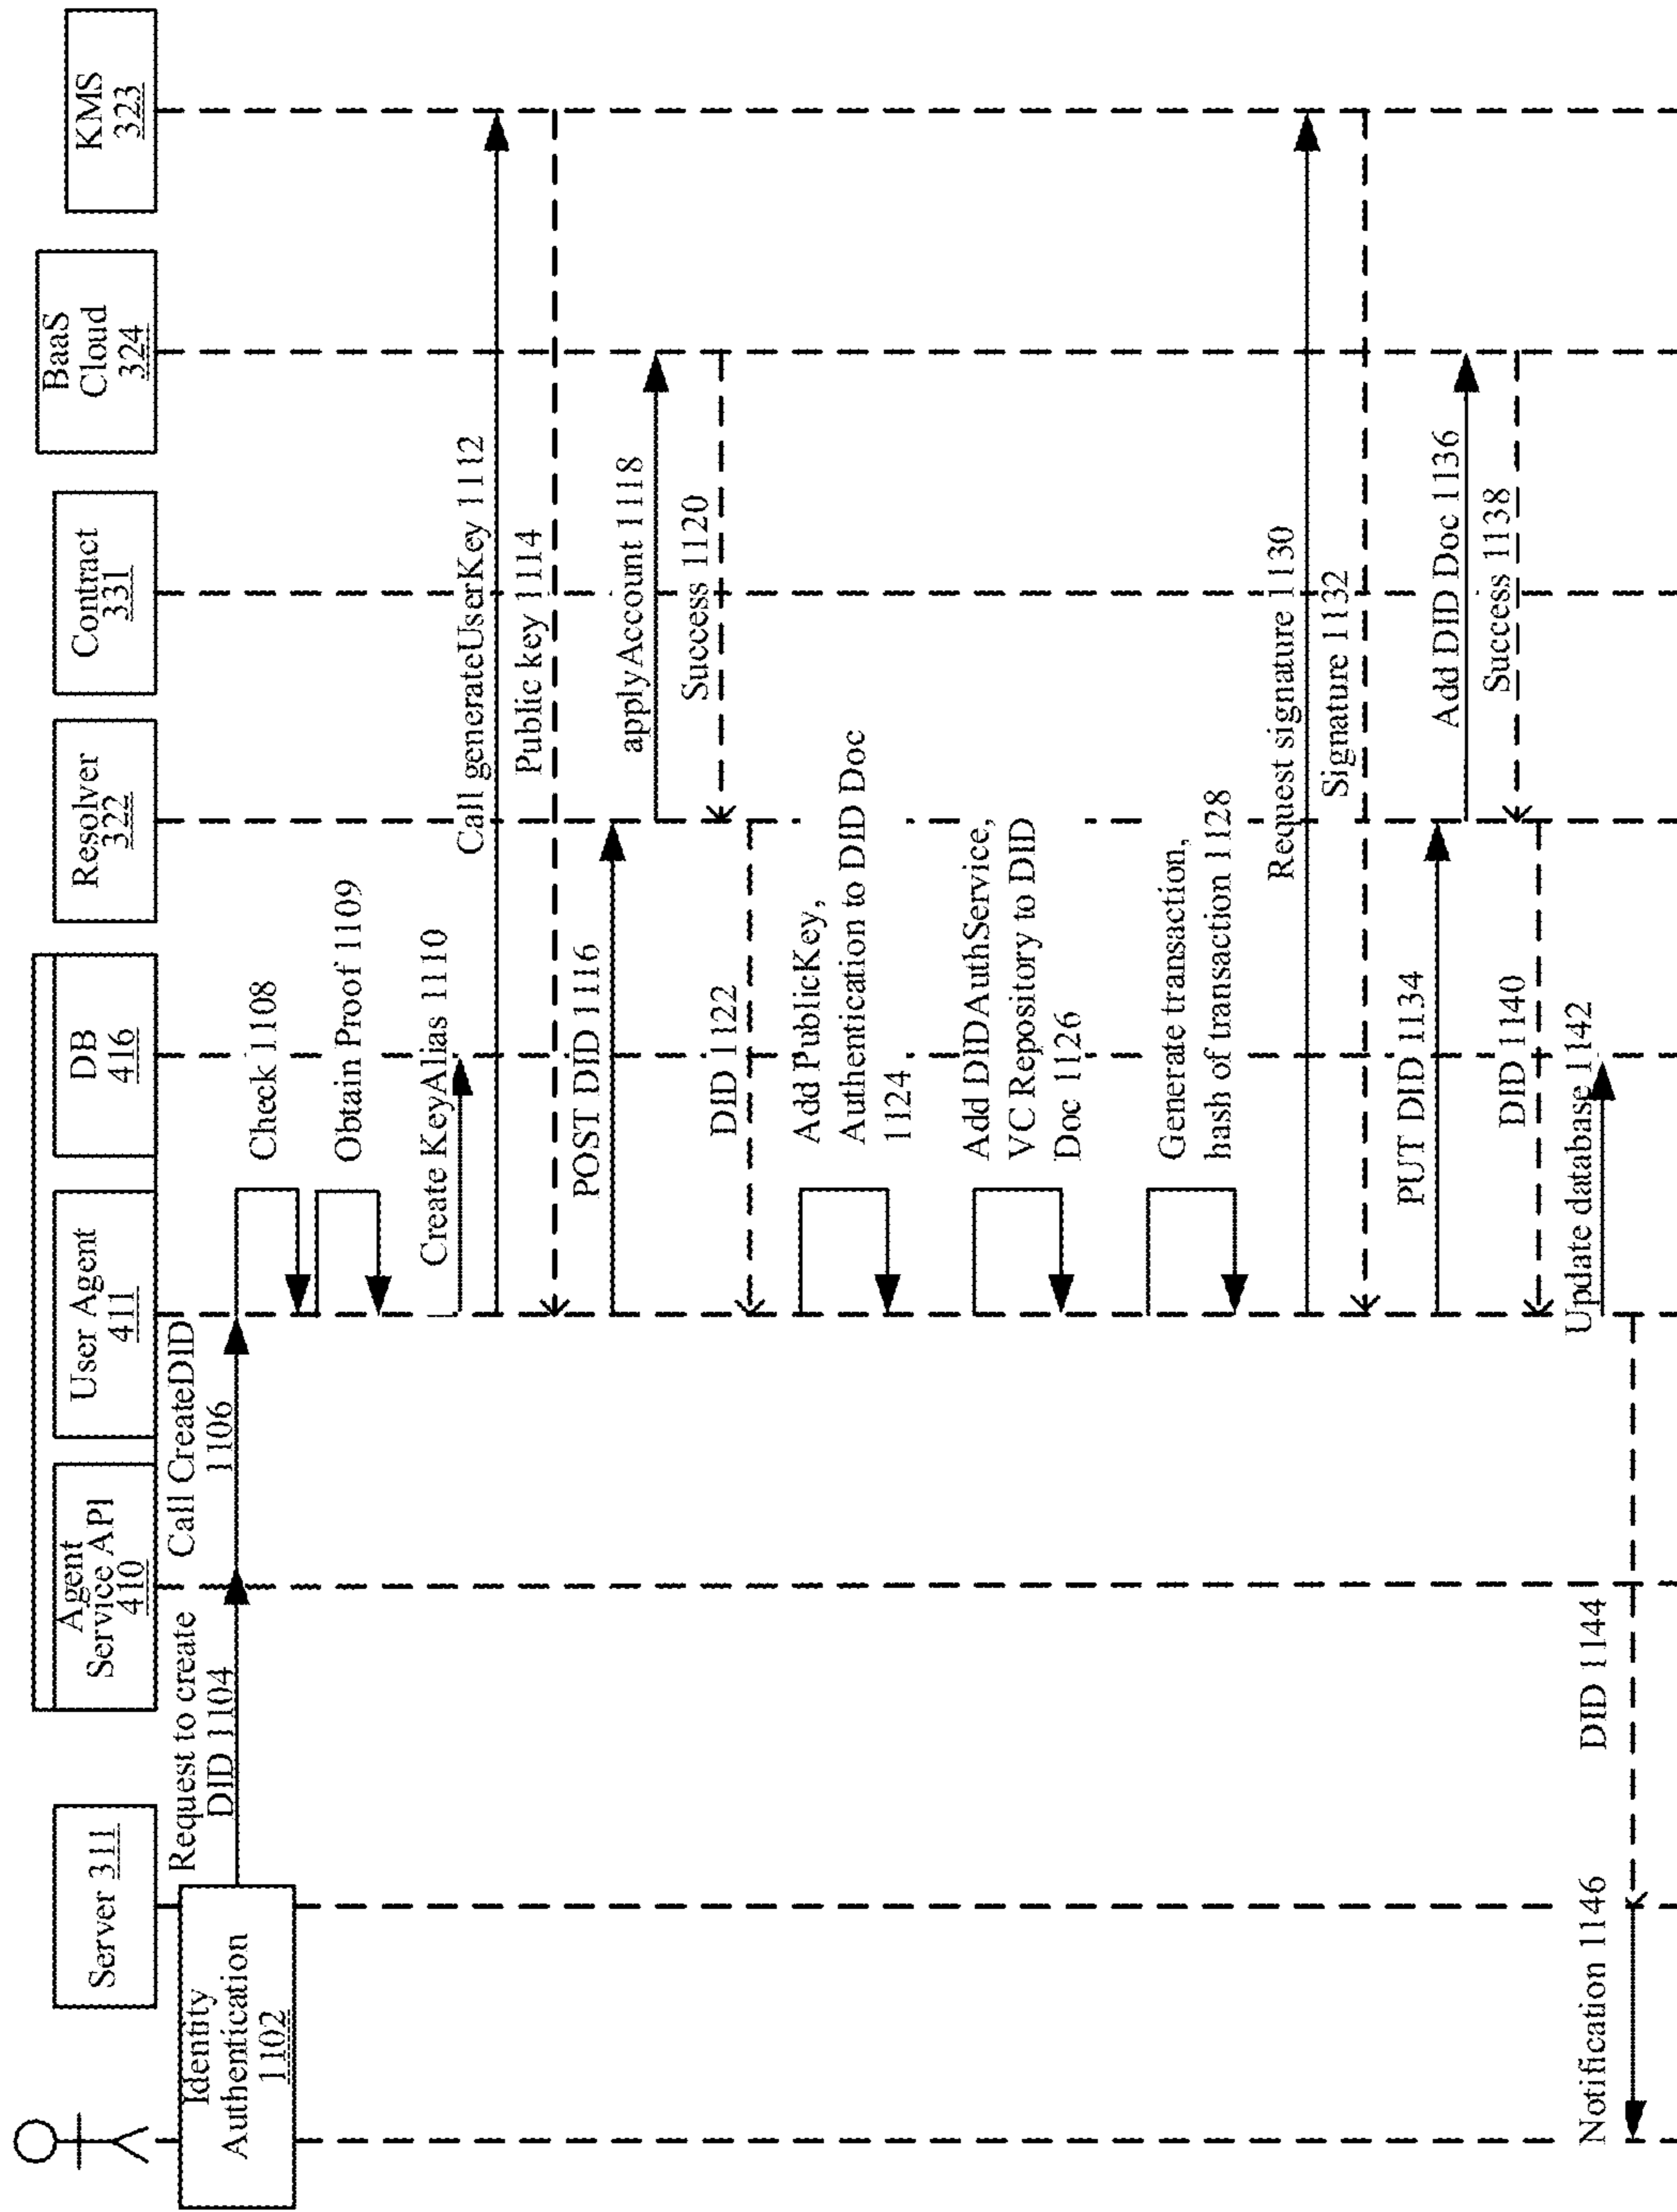 Server 311
Agent
Service API
410
User Agent
411
DB
416
Resolver
322
Contract
331
BaaS
Cloud
324
KMS
323
Identity
Authentication
1102
Request to create
DID 1104
Call CreateDID
1106
Check 1108
Obtain Proof 1109
Create KeyAlias 1110
Call generateUserKey 1112
Public key 1114
POST DID 1116
applyAccount 1118
Success 1120
DID 1122
Add PublicKey,
Authentication to DID Doc
1124
Add DIDAuthService,
VC Repository to DID
Doc 1126
Generate transaction,
hash of transaction 1128
Request signature 1130
Signature 1132
PUT DID 1134
Add DID Doc 1136
Success 1138
DID 1140
Update database 1142
DID 1144
Notification 1146